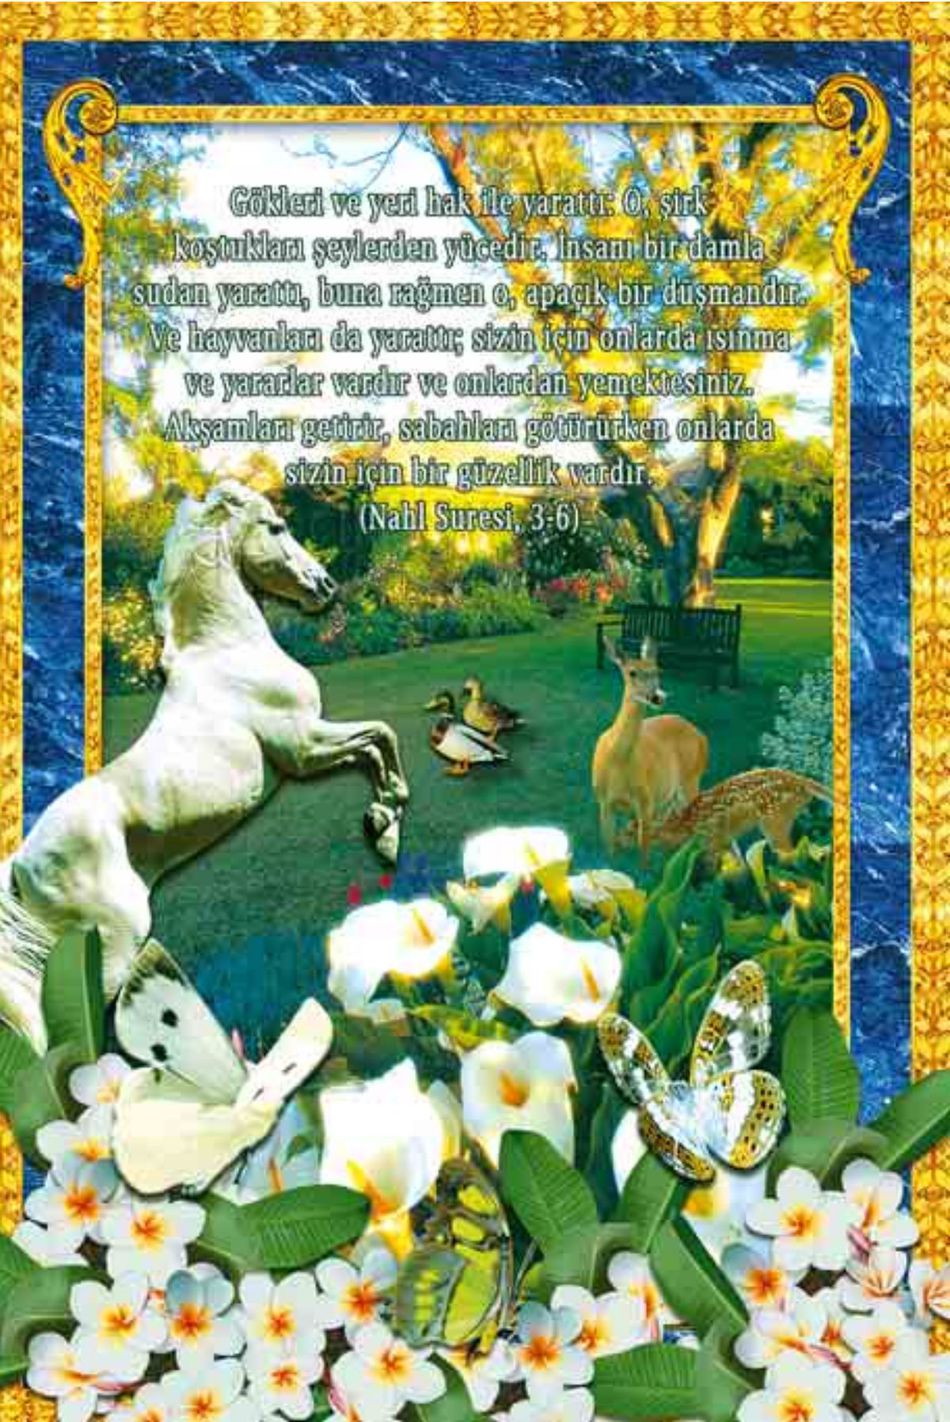 Gökleri ve yeri hak ile yarattı. O, şirk
koştukları şeylerden yücedir. İnsanı bir damla
sudan yarattı, buna rağmen o, apaçık bir düşmandır.
Ve hayvanları da yarattı; sizin için onlarda ısınma
ve yararlar vardır ve onlardan yemektesiniz.
Akşamları getirir, sabahları götürürken onlarda
sizin için bir güzellik vardır.
(Nahl Suresi, 3-6)